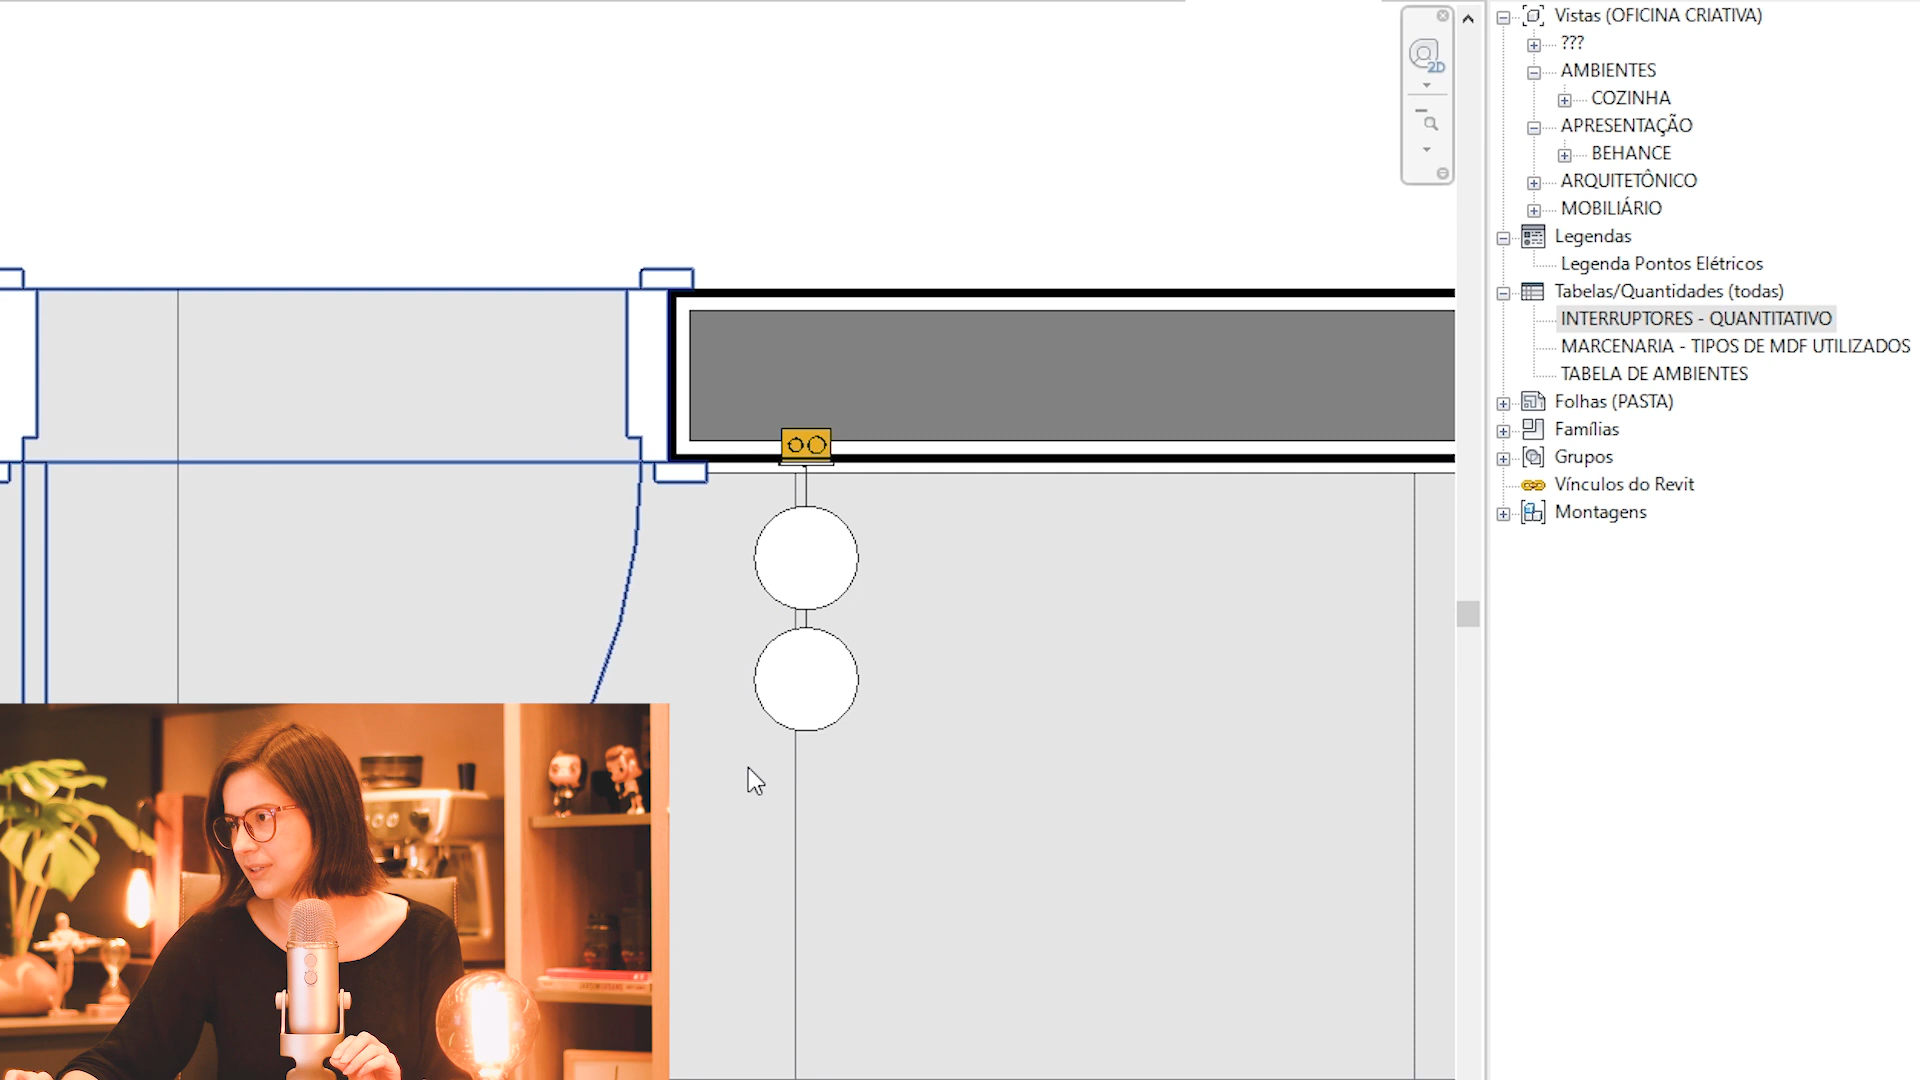 2D
Vistas (OFICINA CRIATIVA)
???
AMBIENTES
COZINHA
APRESENTAÇÃO
BEHANCE
ARQUITETÔNICO
MOBILIÁRIO
Legendas
Legenda Pontos Elétricos
Tabelas/Quantidades (todas)
INTERRUPTORES - QUANTITATIVO
MARCENARIA - TIPOS DE MDF UTILIZADOS
TABELA DE AMBIENTES
Folhas (PASTA)
Famílias
Grupos
Vínculos do Revit
Montagens